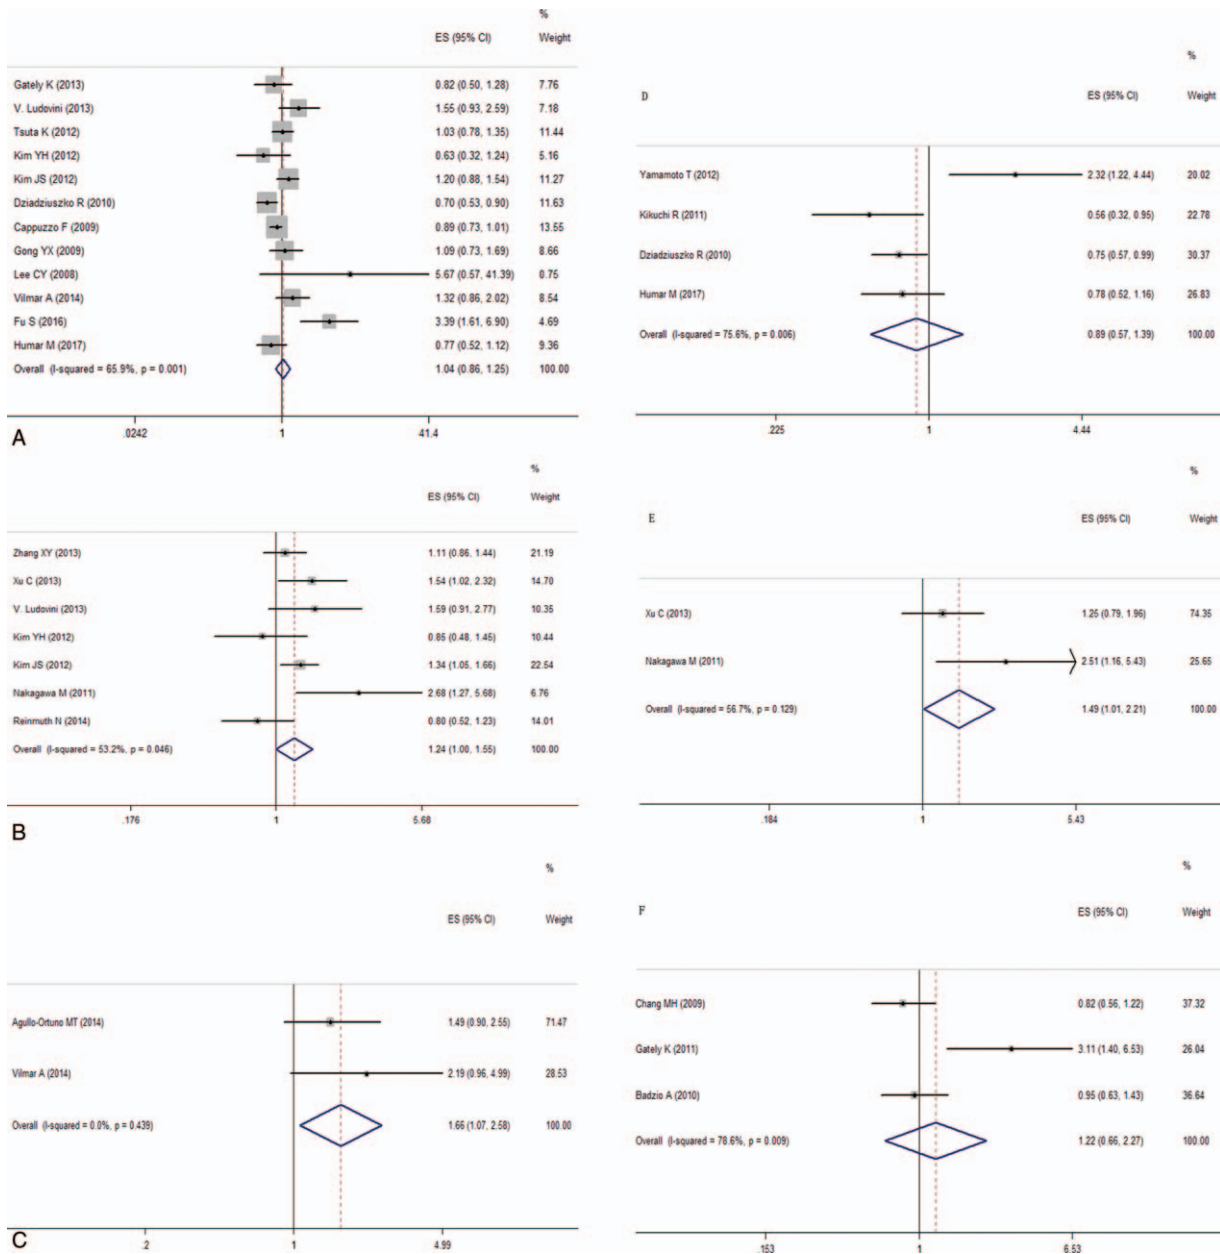 %
ES (95% CI) Weight
Gately K (2013) 0.82 (0.50, 1.28) 7.76
V. Ludovini (2013) 1.55 (0.93, 2.59) 7.18
Tsuta K (2012) 1.03 (0.78, 1.35) 11.44
Kim YH (2012) 0.63 (0.32, 1.24) 5.16
Kim JS (2012) 1.20 (0.88, 1.54) 11.27
Dziadziuszko R (2010) 0.70 (0.53, 0.90) 11.63
Cappuzzo F (2009) 0.89 (0.73, 1.01) 13.55
Gong YX (2009) 1.09 (0.73, 1.69) 8.66
Lee CY (2008) 5.67 (0.57, 41.39) 0.75
Vilmar A (2014) 1.32 (0.86, 2.02) 8.54
Fu S (2016) 3.39 (1.61, 6.90) 4.69
Humar M (2017) 0.77 (0.52, 1.12) 9.36
Overall (I-squared = 65.9%, p = 0.001) 1.04 (0.86, 1.25) 100.00
.0242 1 41.4
A
%
D ES (95% CI) Weight
Yamamoto T (2012) 2.32 (1.22, 4.44) 20.02
Kikuchi R (2011) 0.56 (0.32, 0.95) 22.78
Dziadziuszko R (2010) 0.75 (0.57, 0.99) 30.37
Humar M (2017) 0.78 (0.52, 1.16) 26.83
Overall (I-squared = 75.6%, p = 0.006) 0.89 (0.57, 1.39) 100.00
.225 1 4.44
%
ES (95% CI) Weight
Zhang XY (2013) 1.11 (0.86, 1.44) 21.19
Xu C (2013) 1.54 (1.02, 2.32) 14.70
V. Ludovini (2013) 1.59 (0.91, 2.77) 10.35
Kim YH (2012) 0.85 (0.48, 1.45) 10.44
Kim JS (2012) 1.34 (1.05, 1.66) 22.54
Nakagawa M (2011) 2.68 (1.27, 5.68) 6.76
Reinmuth N (2014) 0.80 (0.52, 1.23) 14.01
Overall (I-squared = 53.2%, p = 0.046) 1.24 (1.00, 1.55) 100.00
.176 1 5.68
B
%
E ES (95% CI) Weight
Xu C (2013) 1.25 (0.79, 1.96) 74.35
Nakagawa M (2011) 2.51 (1.16, 5.43) 25.65
Overall (I-squared = 56.7%, p = 0.129) 1.49 (1.01, 2.21) 100.00
.184 1 5.43
%
ES (95% CI) Weight
Agullo-Ortuno MT (2014) 1.49 (0.90, 2.55) 71.47
Vilmar A (2014) 2.19 (0.96, 4.99) 28.53
Overall (I-squared = 0.0%, p = 0.439) 1.66 (1.07, 2.58) 100.00
.2 1 4.99
C
%
F ES (95% CI) Weight
Chang MH (2009) 0.82 (0.56, 1.22) 37.32
Gately K (2011) 3.11 (1.40, 6.53) 26.04
Badzio A (2010) 0.95 (0.63, 1.43) 36.64
Overall (I-squared = 78.6%, p = 0.009) 1.22 (0.66, 2.27) 100.00
.153 1 6.53